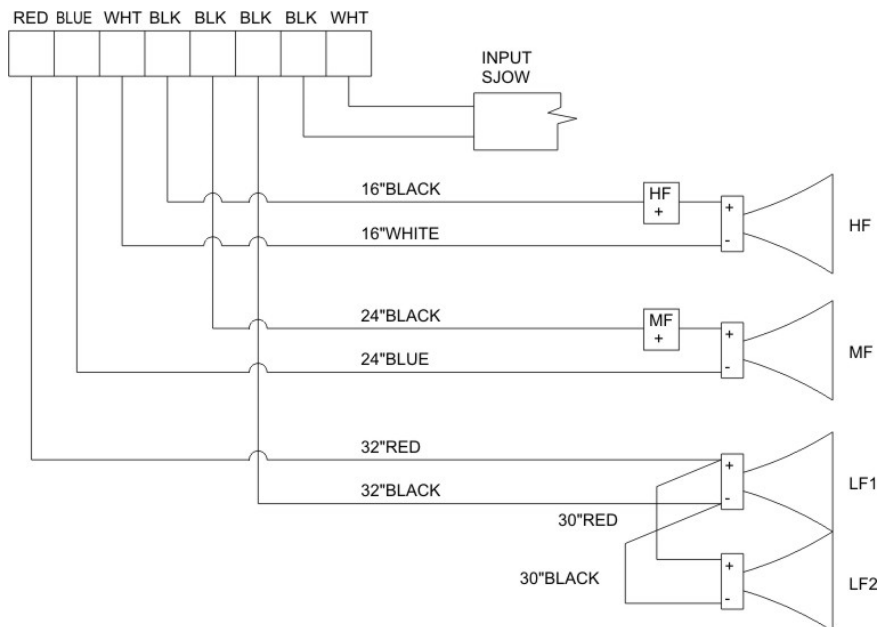 RED BLUE WHT BLK BLK BLK BLK WHT
INPUT
SJOW
16"BLACK
HF
+
+
-
HF
16"WHITE
24"BLACK
MF
+
+
-
MF
24"BLUE
32"RED
+
-
LF1
32"BLACK
30"RED
30"BLACK
+
-
LF2